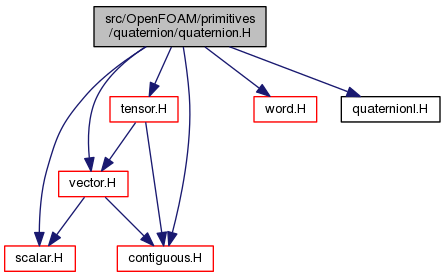 src/OpenFOAM/primitives
/quaternion/quaternion.H
tensor.H
word.H
quaternionI.H
vector.H
scalar.H
contiguous.H